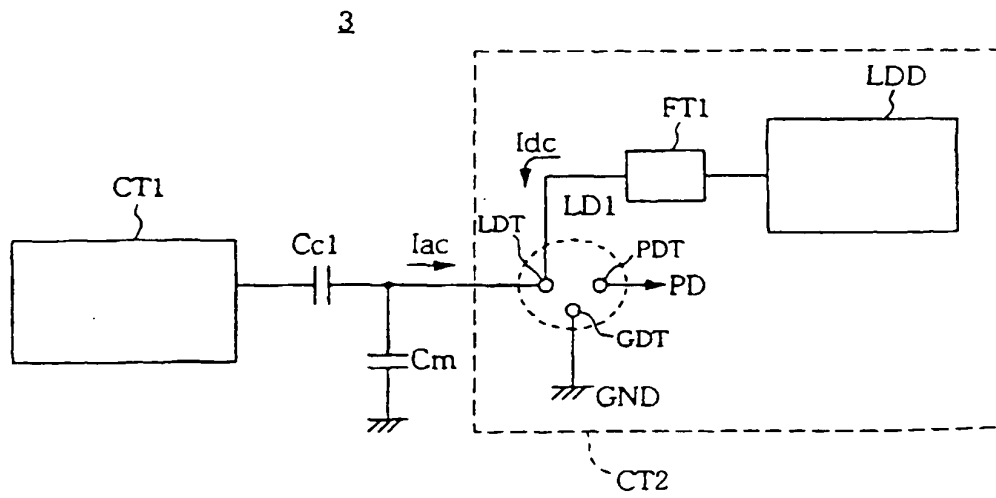 3
LDD
FT1
Idc
CT1
LD1
LDT
Cc1
Iac
PDT
PD
GDT
Cm
GND
CT2